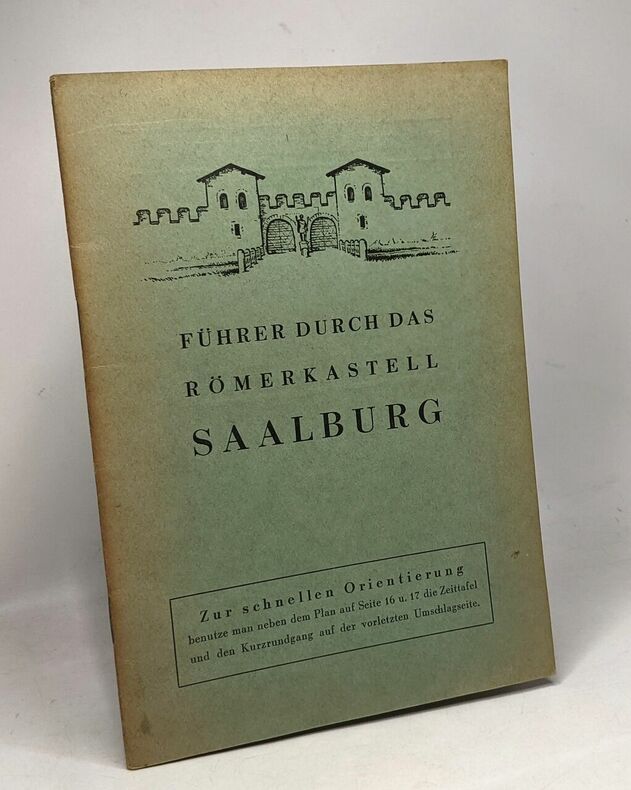 FÜHRER DURCH DAS
RÖMERKASTELL
SAALBURG
Zur schnellen Orientierung
benutze man neben dem Plan auf Seite 16 u. 17 die Zeittafel
und den Kurzrundgang auf der vorletzten Umschlagseite.